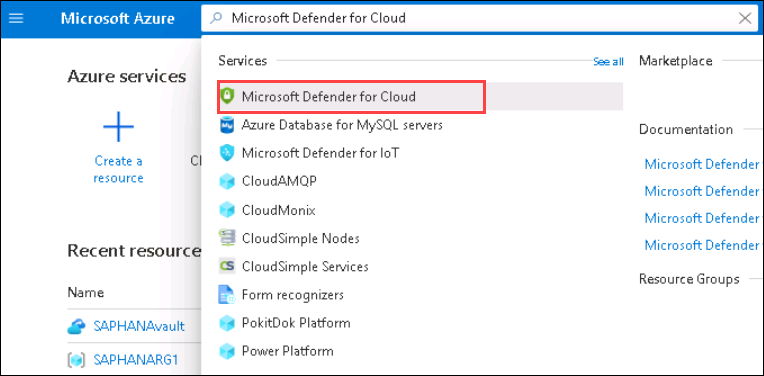 Microsoft Azure
Microsoft Defender for Cloud
Azure services
Create a
resource
Cl
Recent resource
Name
SAPHANAvault
SAPHANARG1
Services
See all
Microsoft Defender for Cloud
Azure Database for MySQL servers
Microsoft Defender for IoT
CloudAMQP
CloudMonix
CloudSimple Nodes
CloudSimple Services
Form recognizers
PokitDok Platform
Power Platform
Marketplace
Documentation
Microsoft Defender
Microsoft Defender
Microsoft Defender
Microsoft Defender
Resource Groups